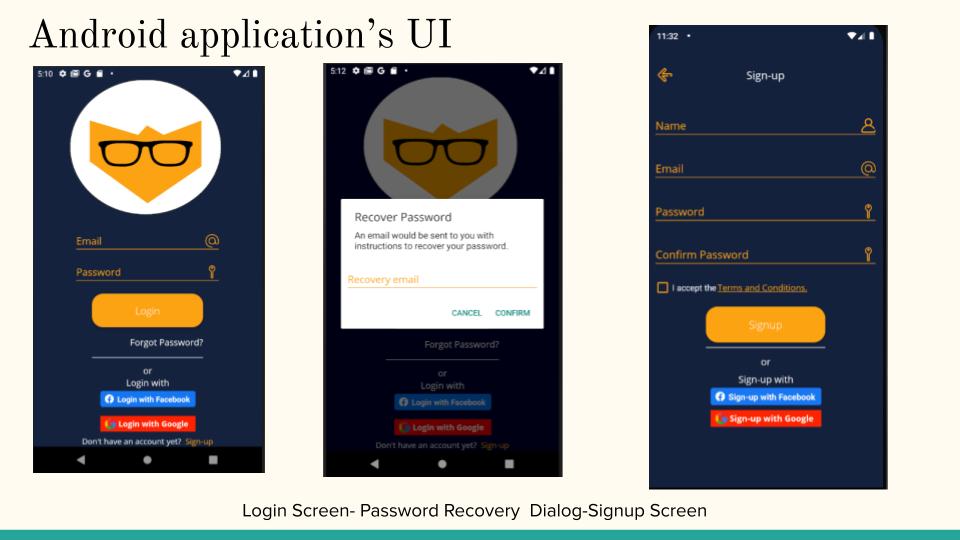 Android application's UI
5:10
Email
Password
Login
Forgot Password?
or
Login with
Login with Facebook
Login with Google
Don't have an account yet? Sign-up
5:12
Recover Password
An email would be sent to you with
instructions to recover your password.
Recovery email
CANCEL CONFIRM
Forgot Password?
or
Login with
Login with Facebook
Login with Google
Don't have an account yet? Sign-up
11:32
Sign-up
Name
Email
Password
Confirm Password
I accept the Terms and Conditions.
Signup
or
Sign-up with
Sign-up with Facebook
Sign-up with Google
Login Screen- Password Recovery Dialog-Signup Screen